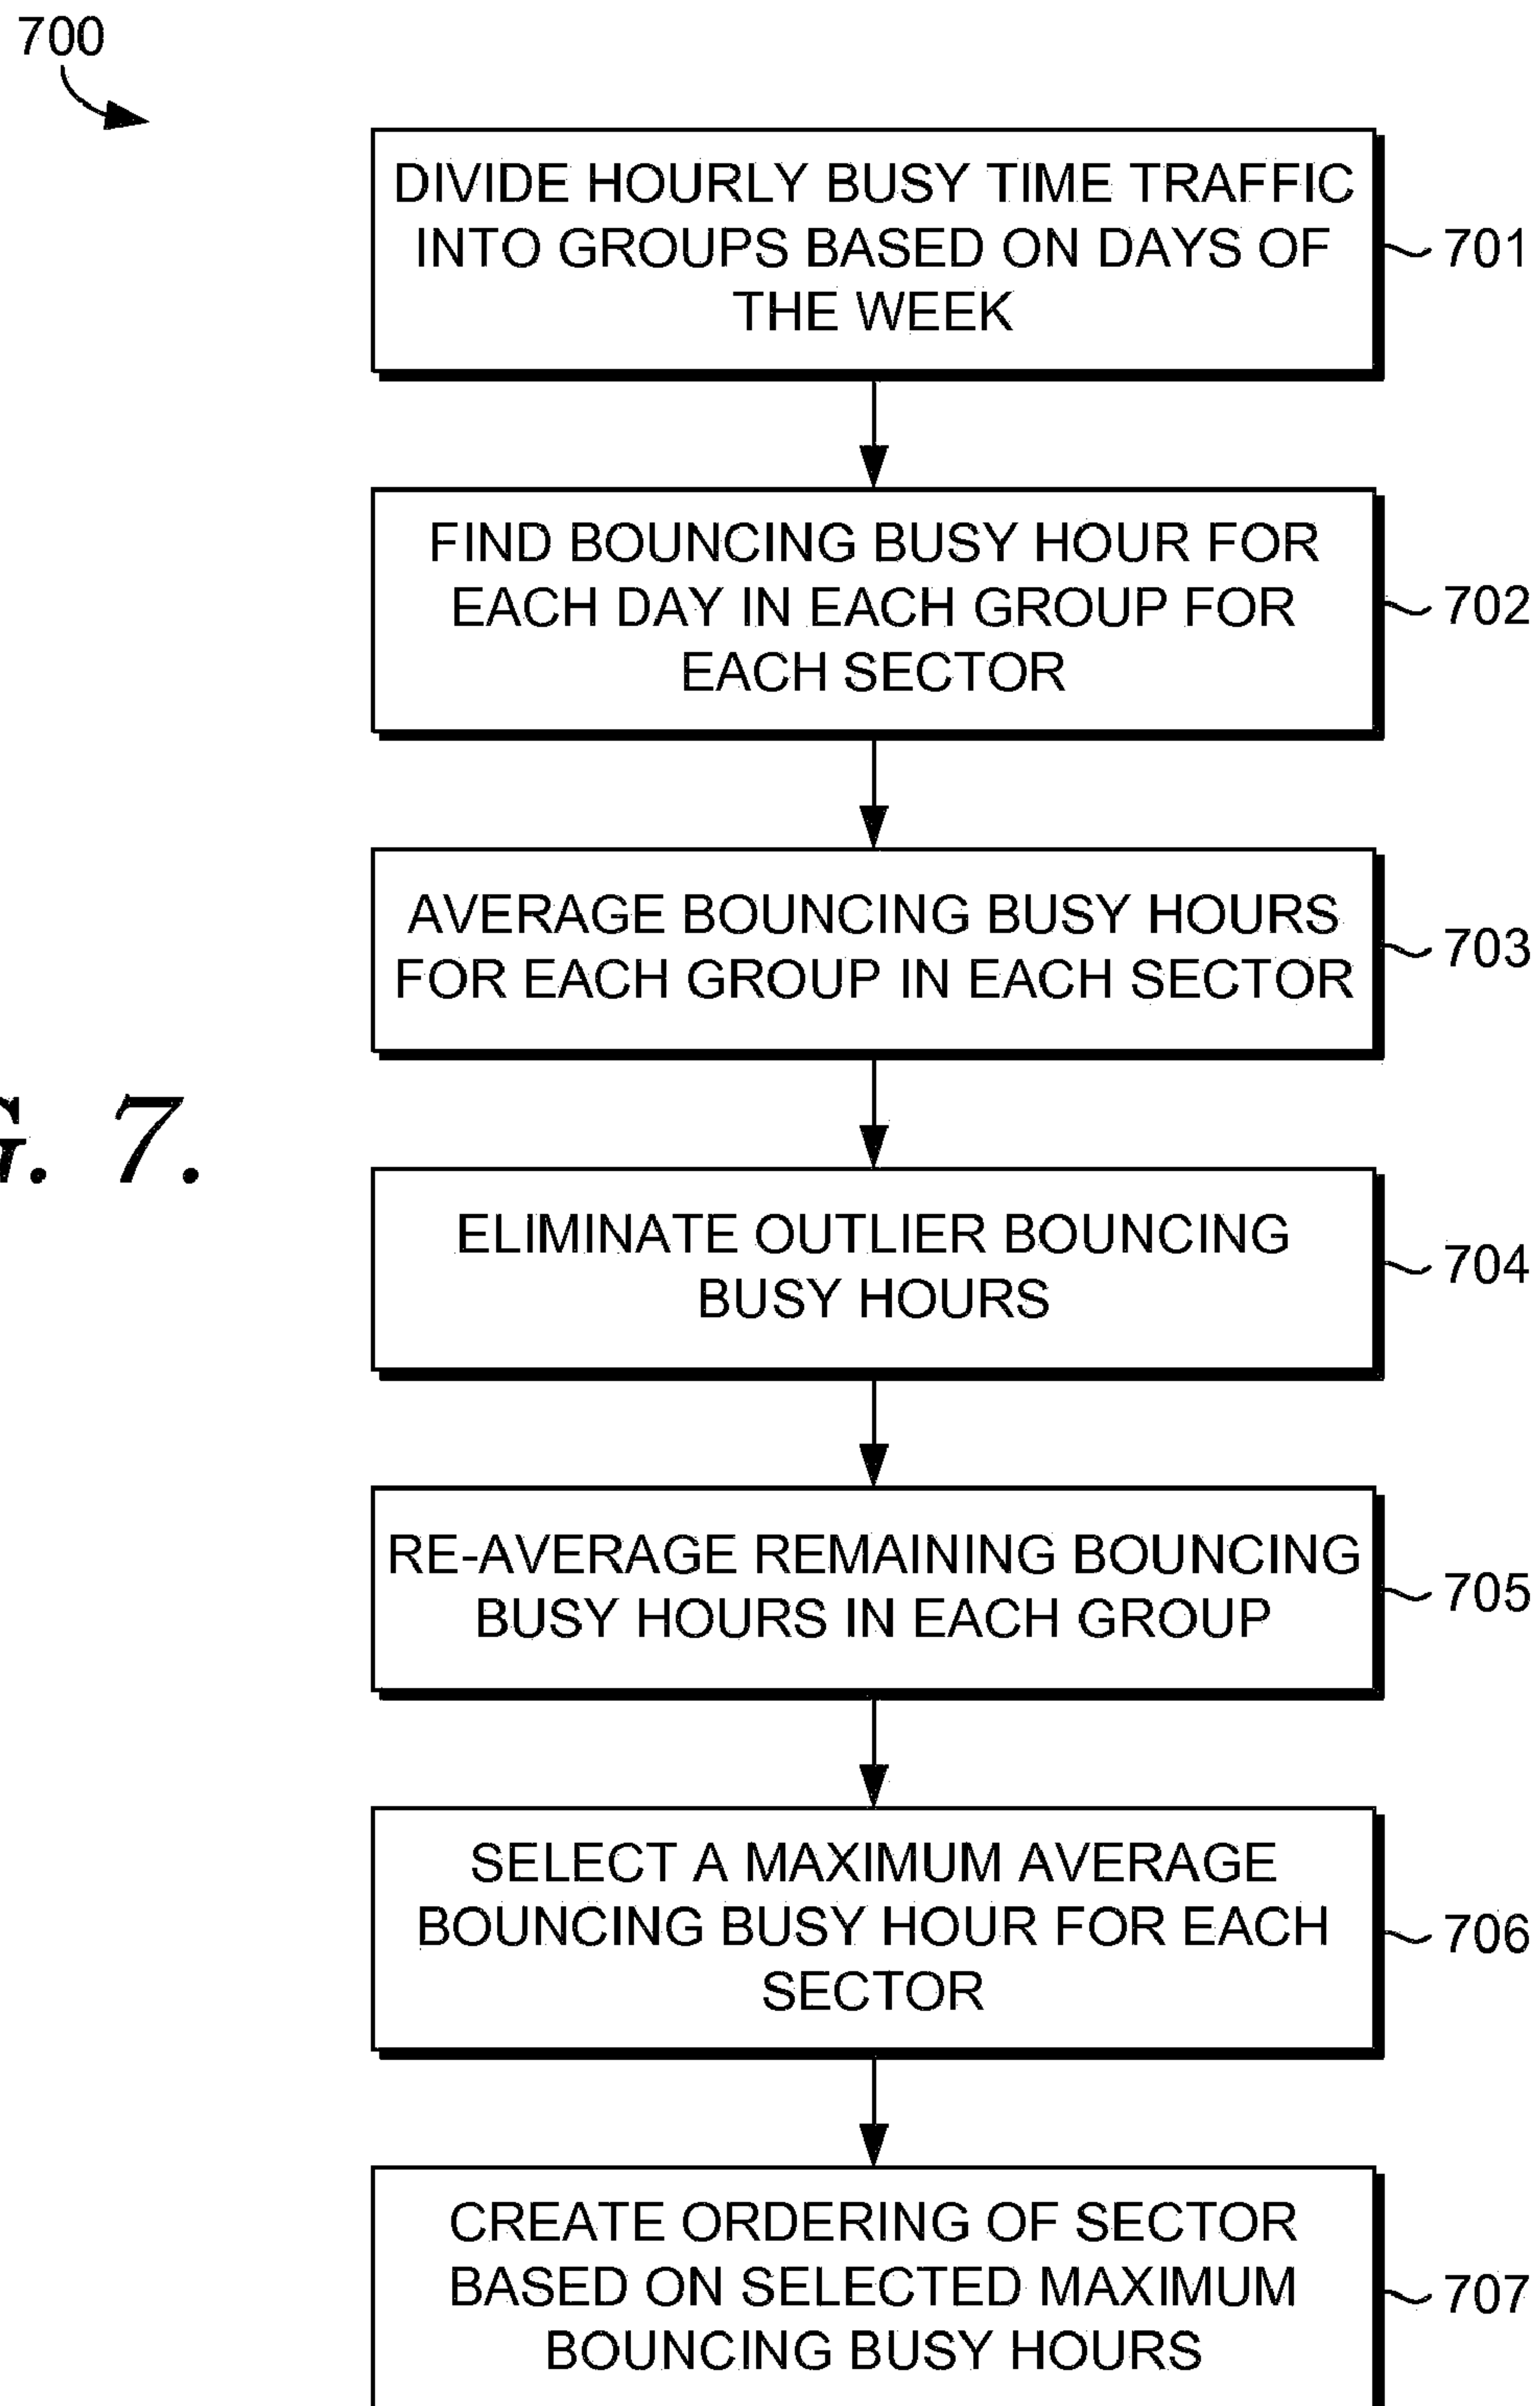 700
DIVIDE HOURLY BUSY TIME TRAFFIC
INTO GROUPS BASED ON DAYS OF
THE WEEK
701
FIND BOUNCING BUSY HOUR FOR
EACH DAY IN EACH GROUP FOR
EACH SECTOR
702
AVERAGE BOUNCING BUSY HOURS
FOR EACH GROUP IN EACH SECTOR
703
G. 7.
ELIMINATE OUTLIER BOUNCING
BUSY HOURS
704
RE-AVERAGE REMAINING BOUNCING
BUSY HOURS IN EACH GROUP
705
SELECT A MAXIMUM AVERAGE
BOUNCING BUSY HOUR FOR EACH
SECTOR
706
CREATE ORDERING OF SECTOR
BASED ON SELECTED MAXIMUM
BOUNCING BUSY HOURS
707